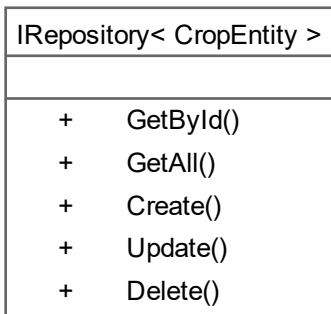 IRepository< CropEntity >
+ GetById()
+ GetAll()
+ Create()
+ Update()
+ Delete()